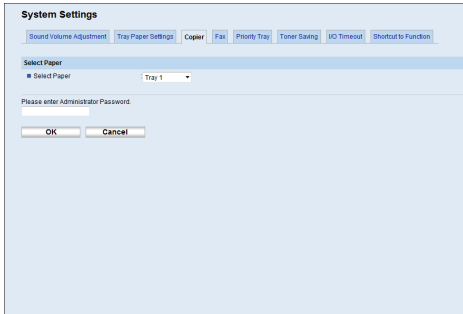 System Settings
Sound Volume Adjustment Tray Paper Settings Copier Fax Priority Tray Toner Saving I/O Timeout Shortcut to Function
Select Paper
Select Paper Tray 1
Please enter Administrator Password.
OK Cancel